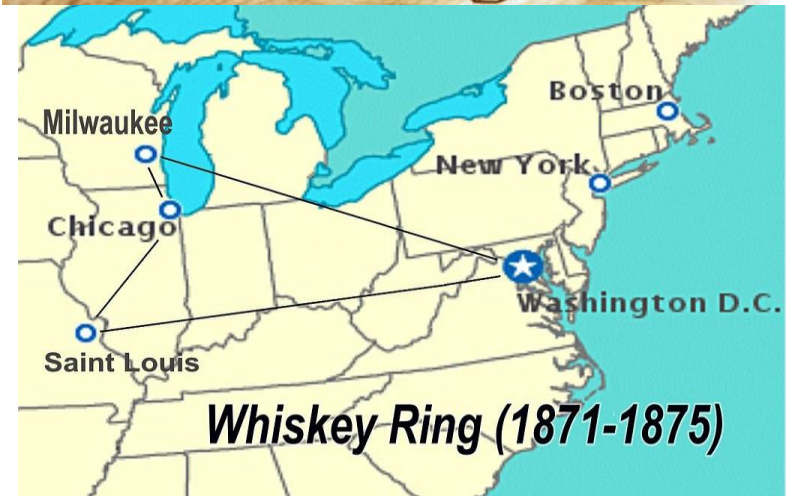 Boston
Milwaukee
New York
Chicago
Washington D.C.
Saint Louis
Whiskey Ring (1871-1875)